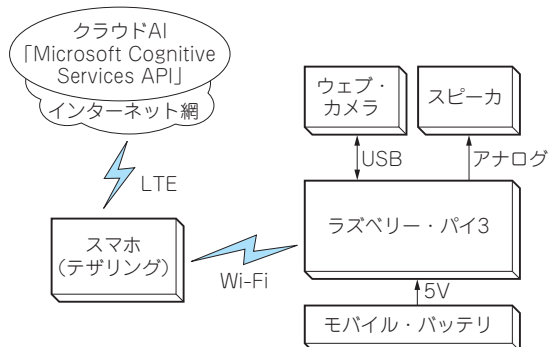 クラウドAI
「Microsoft Cognitive
Services API」
インターネット網
LTE
スマホ
(テザリング)
Wi-Fi
ウェブ・
カメラ
スピーカ
USB
アナログ
ラズベリー・パイ3
5V
モバイル・バッテリ